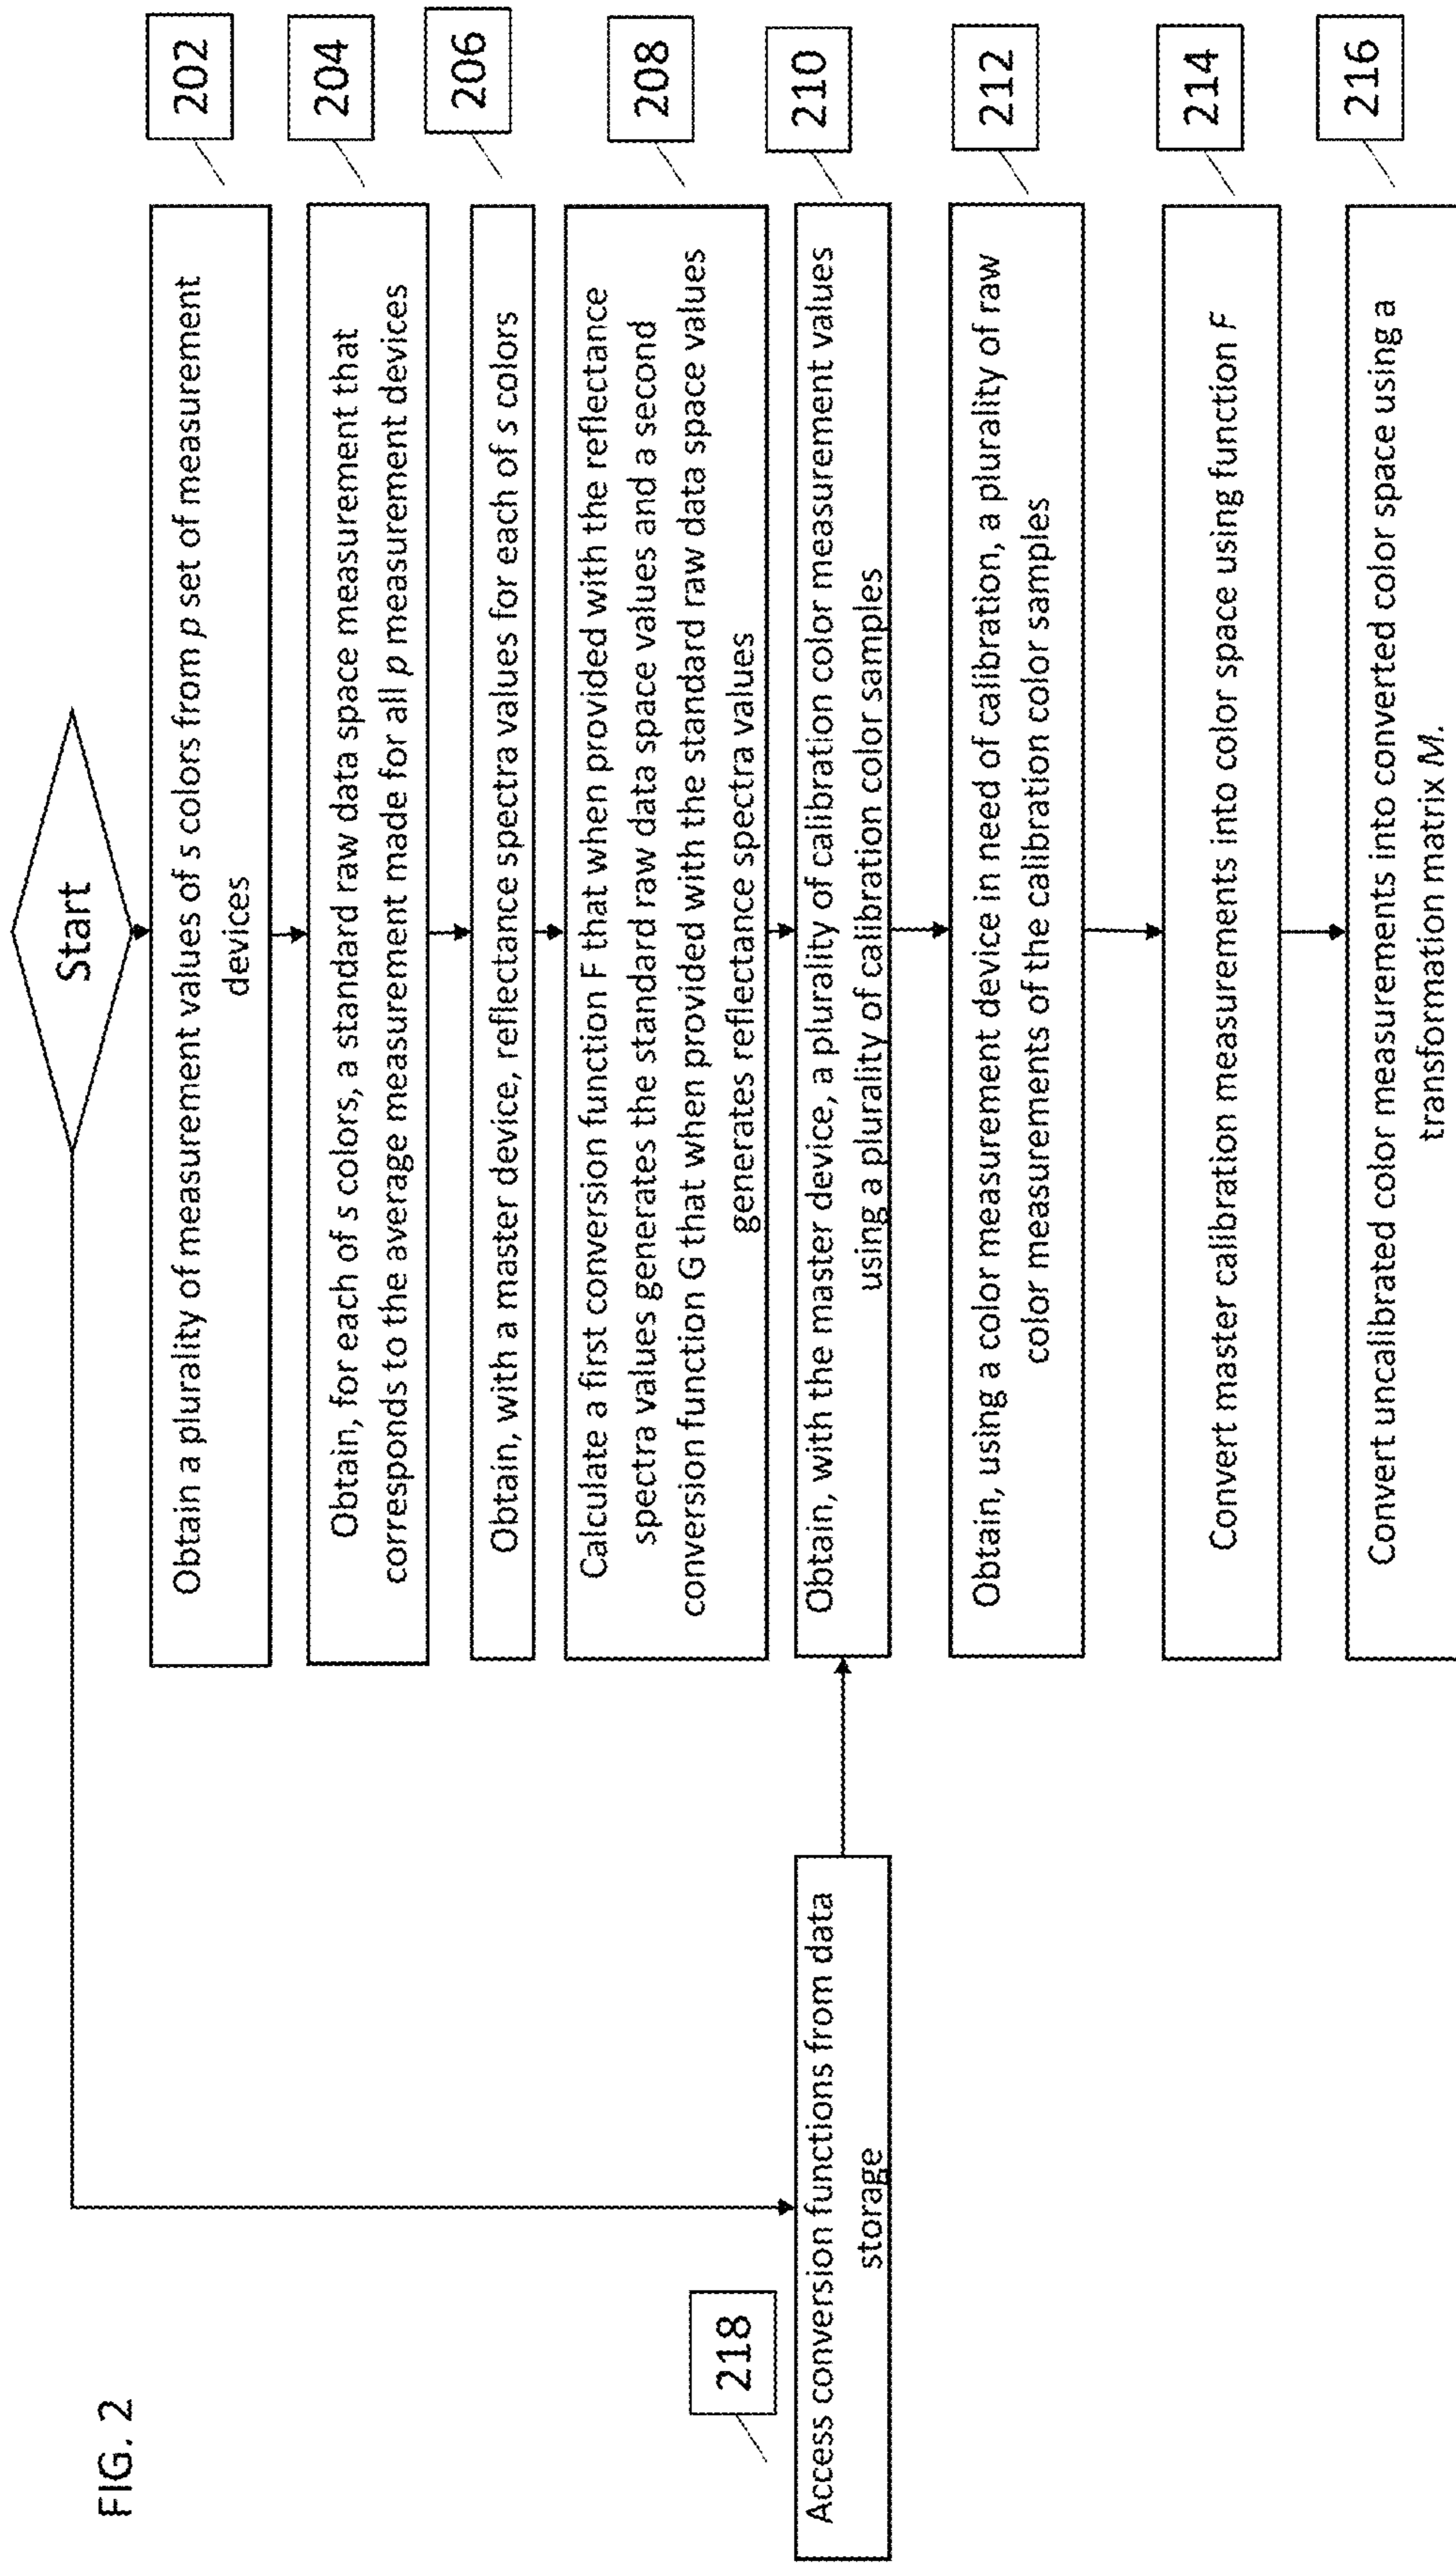 FIG. 2
Start
202
Obtain a plurality of measurement values of s colors from p set of measurement
devices
204
Obtain, for each of s colors, a standard raw data space measurement that
corresponds to the average measurement made for all p measurement devices
206
Obtain, with a master device, reflectance spectra values for each of s colors
208
Calculate a first conversion function F that when provided with the reflectance
spectra values generates the standard raw data space values and a second
conversion function G that when provided with the standard raw data space values
generates reflectance spectra values
218
Access conversion functions from data
storage
210
Obtain, with the master device, a plurality of calibration color measurement values
using a plurality of calibration color samples
212
Obtain, using a color measurement device in need of calibration, a plurality of raw
color measurements of the calibration color samples
214
Convert master calibration measurements into color space using function F
216
Convert uncalibrated color measurements into converted color space using a
transformation matrix M.